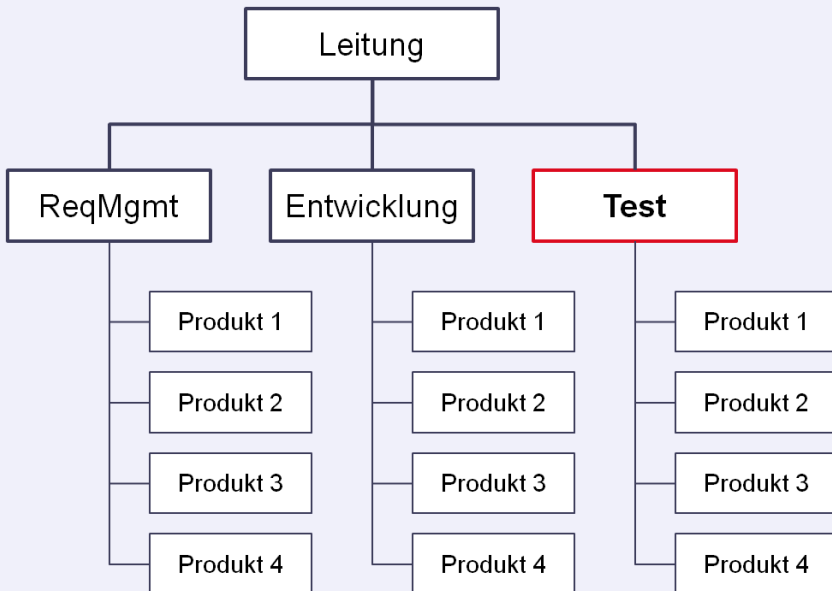 Leitung
ReqMgmt
Entwicklung
Test
Produkt 1
Produkt 1
Produkt 1
Produkt 2
Produkt 2
Produkt 2
Produkt 3
Produkt 3
Produkt 3
Produkt 4
Produkt 4
Produkt 4